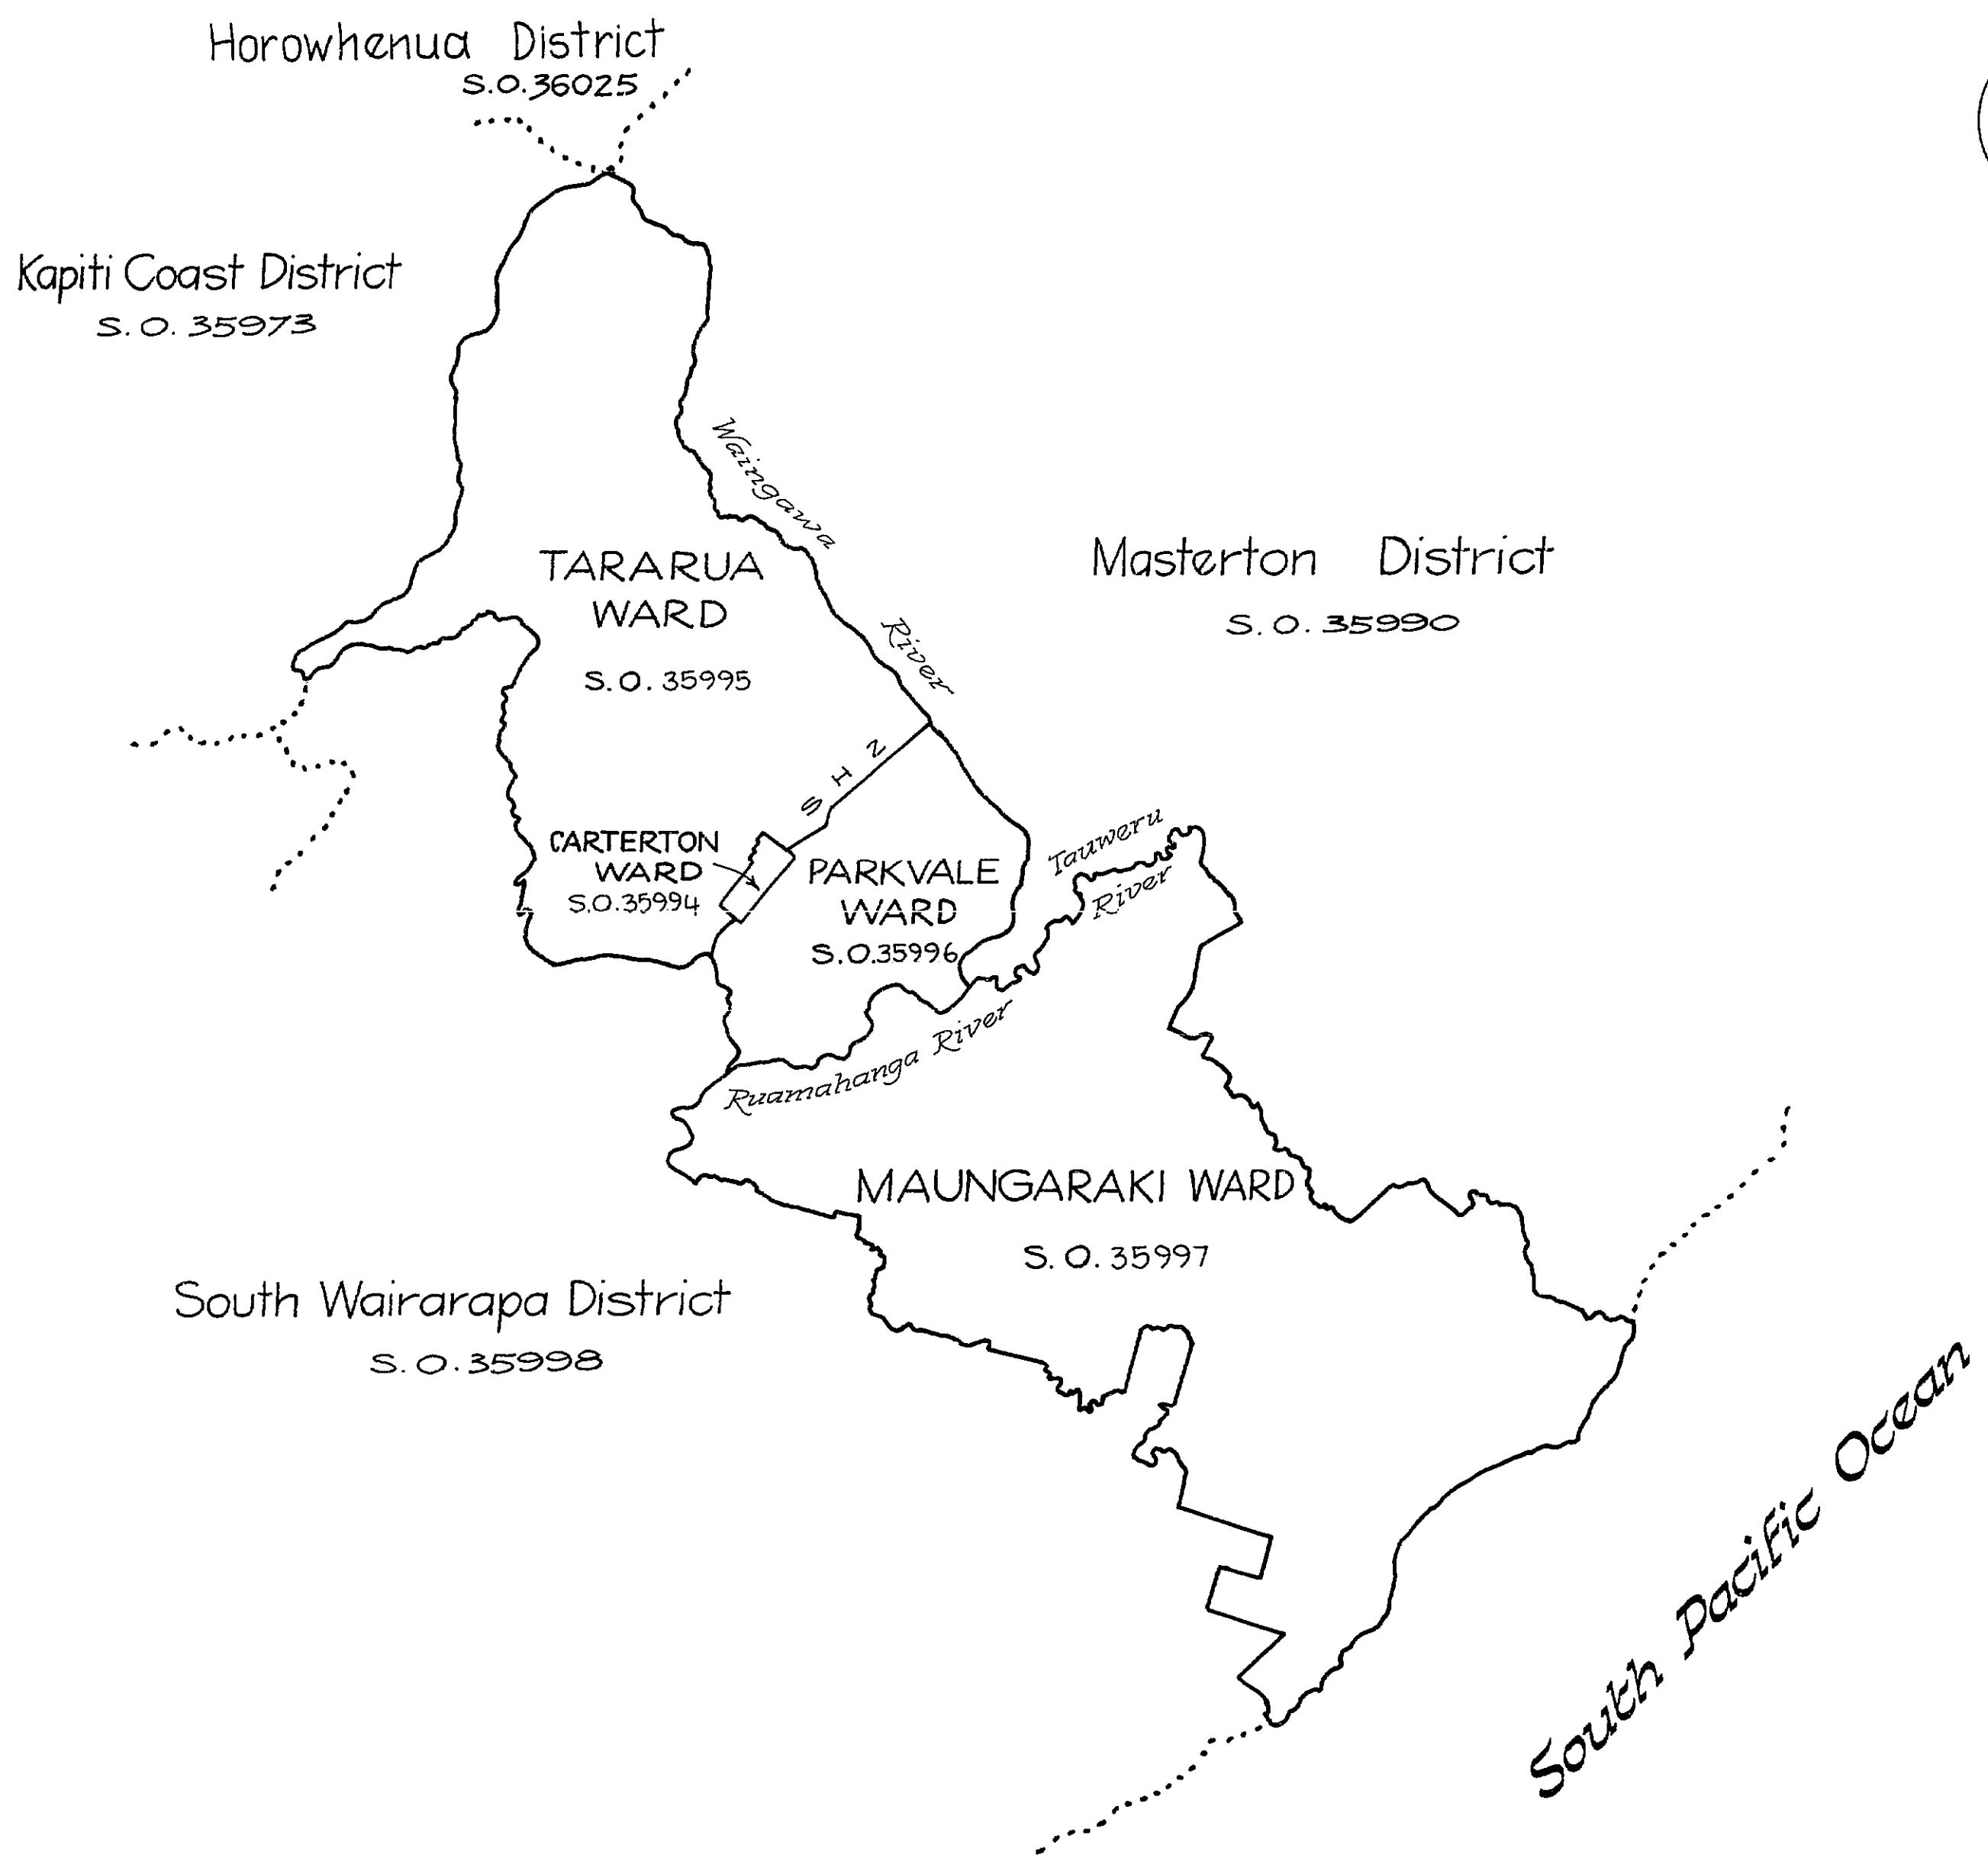 Horowhenua District
S.O.36025
Kapiti Coast District
S.O.35973
Waingawa River
TARARUA
WARD
S.O.35995
Masterton District
S.O.35990
S H 2
CARTERTON
WARD
S.O.35994
PARKVALE
WARD
S.O.35996
Tauweru
River
Ruamahanga River
MAUNGARAKI WARD
S.O.35997
South Wairarapa District
S.O.35998
South Pacific Ocean